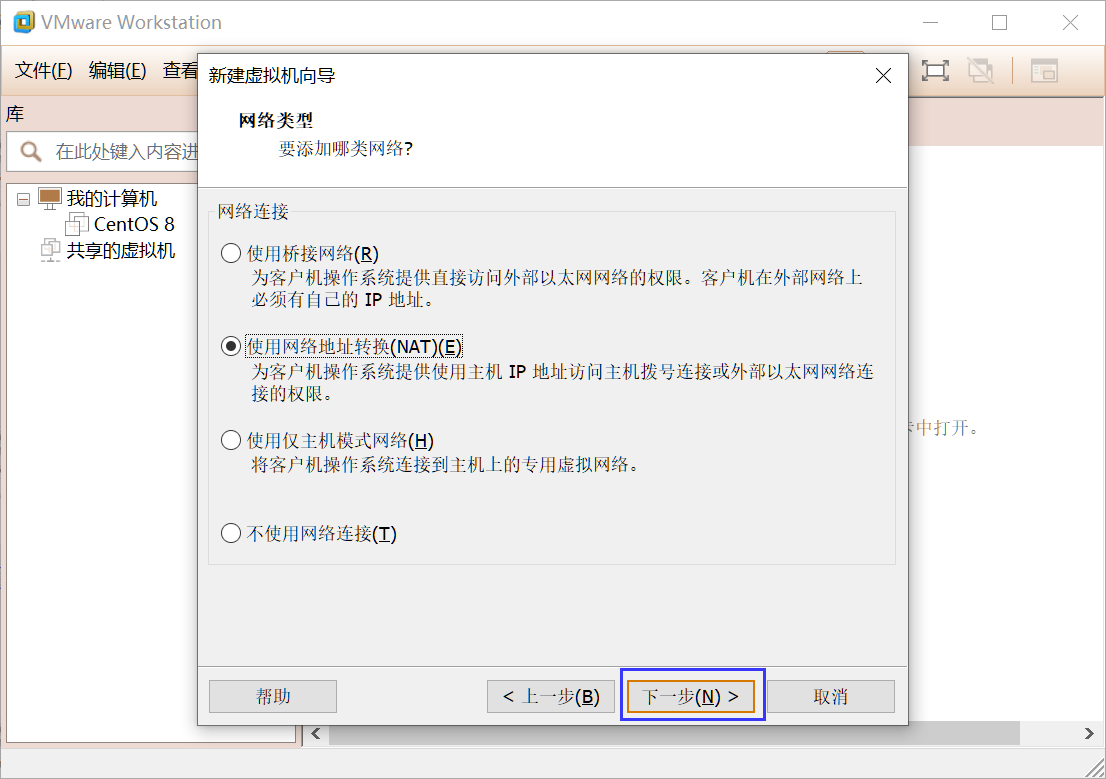 VMware Workstation
文件(F) 编辑(E) 查看
库
在此处键入内容进
我的计算机
CentOS 8
共享的虚拟机
新建虚拟机向导
网络类型
要添加哪类网络?
网络连接
使用桥接网络(R)
为客户机操作系统提供直接访问外部以太网网络的权限。客户机在外部网络上
必须有自己的 IP 地址。
使用网络地址转换(NAT)(E)
为客户机操作系统提供使用主机 IP 地址访问主机拨号连接或外部以太网网络连
接的权限。
使用仅主机模式网络(H)
将客户机操作系统连接到主机上的专用虚拟网络。
不使用网络连接(T)
中打开。
帮助
< 上一步(B)
下一步(N) >
取消